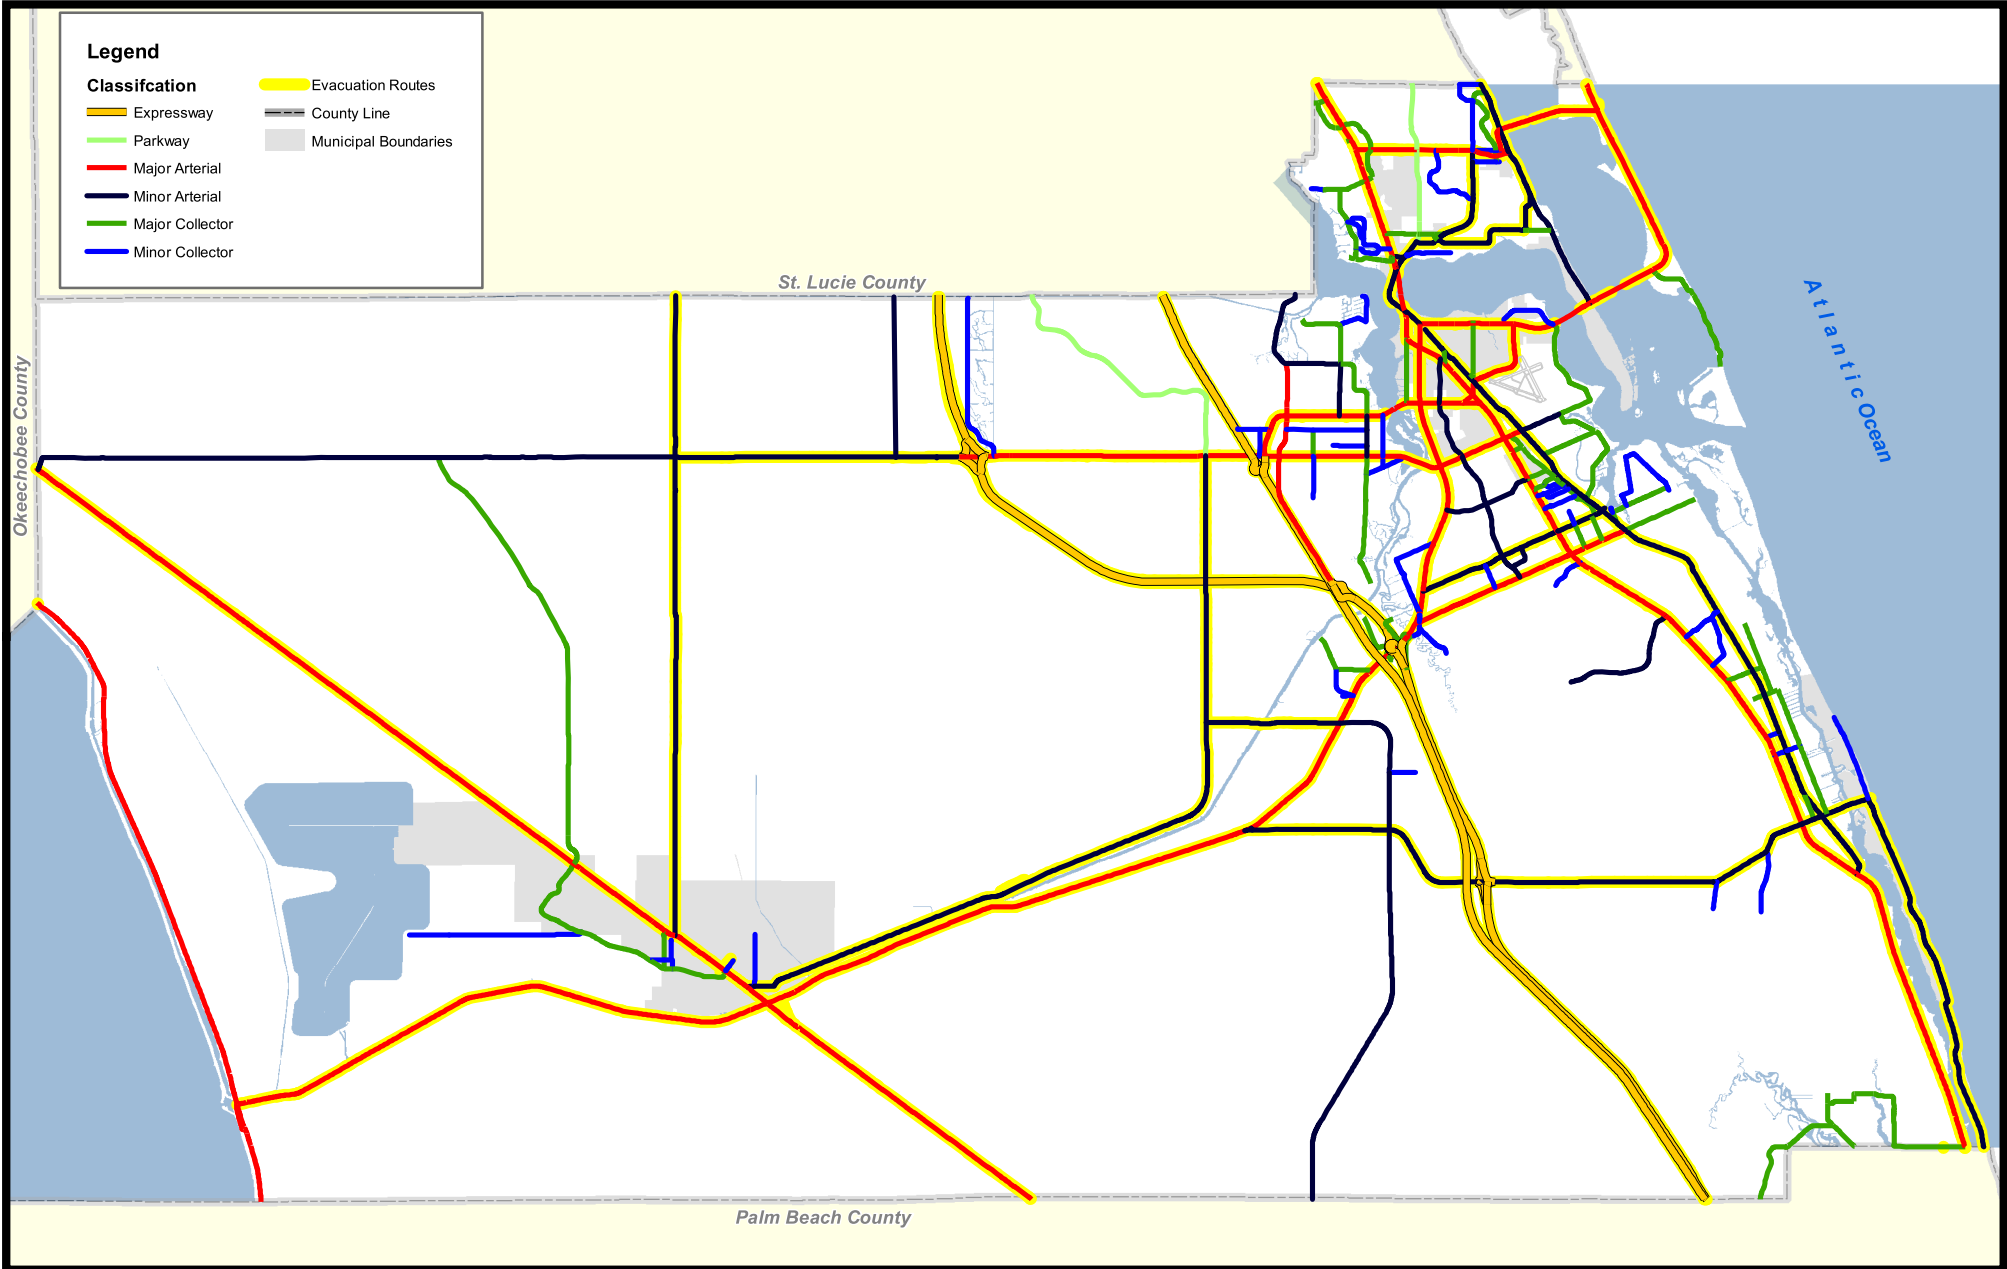 Legend
Classifcation
Expressway
Parkway
Major Arterial
Minor Arterial
Major Collector
Minor Collector
Evacuation Routes
County Line
Municipal Boundaries
St. Lucie County
Okeechobee County
Atlantic Ocean
Palm Beach County